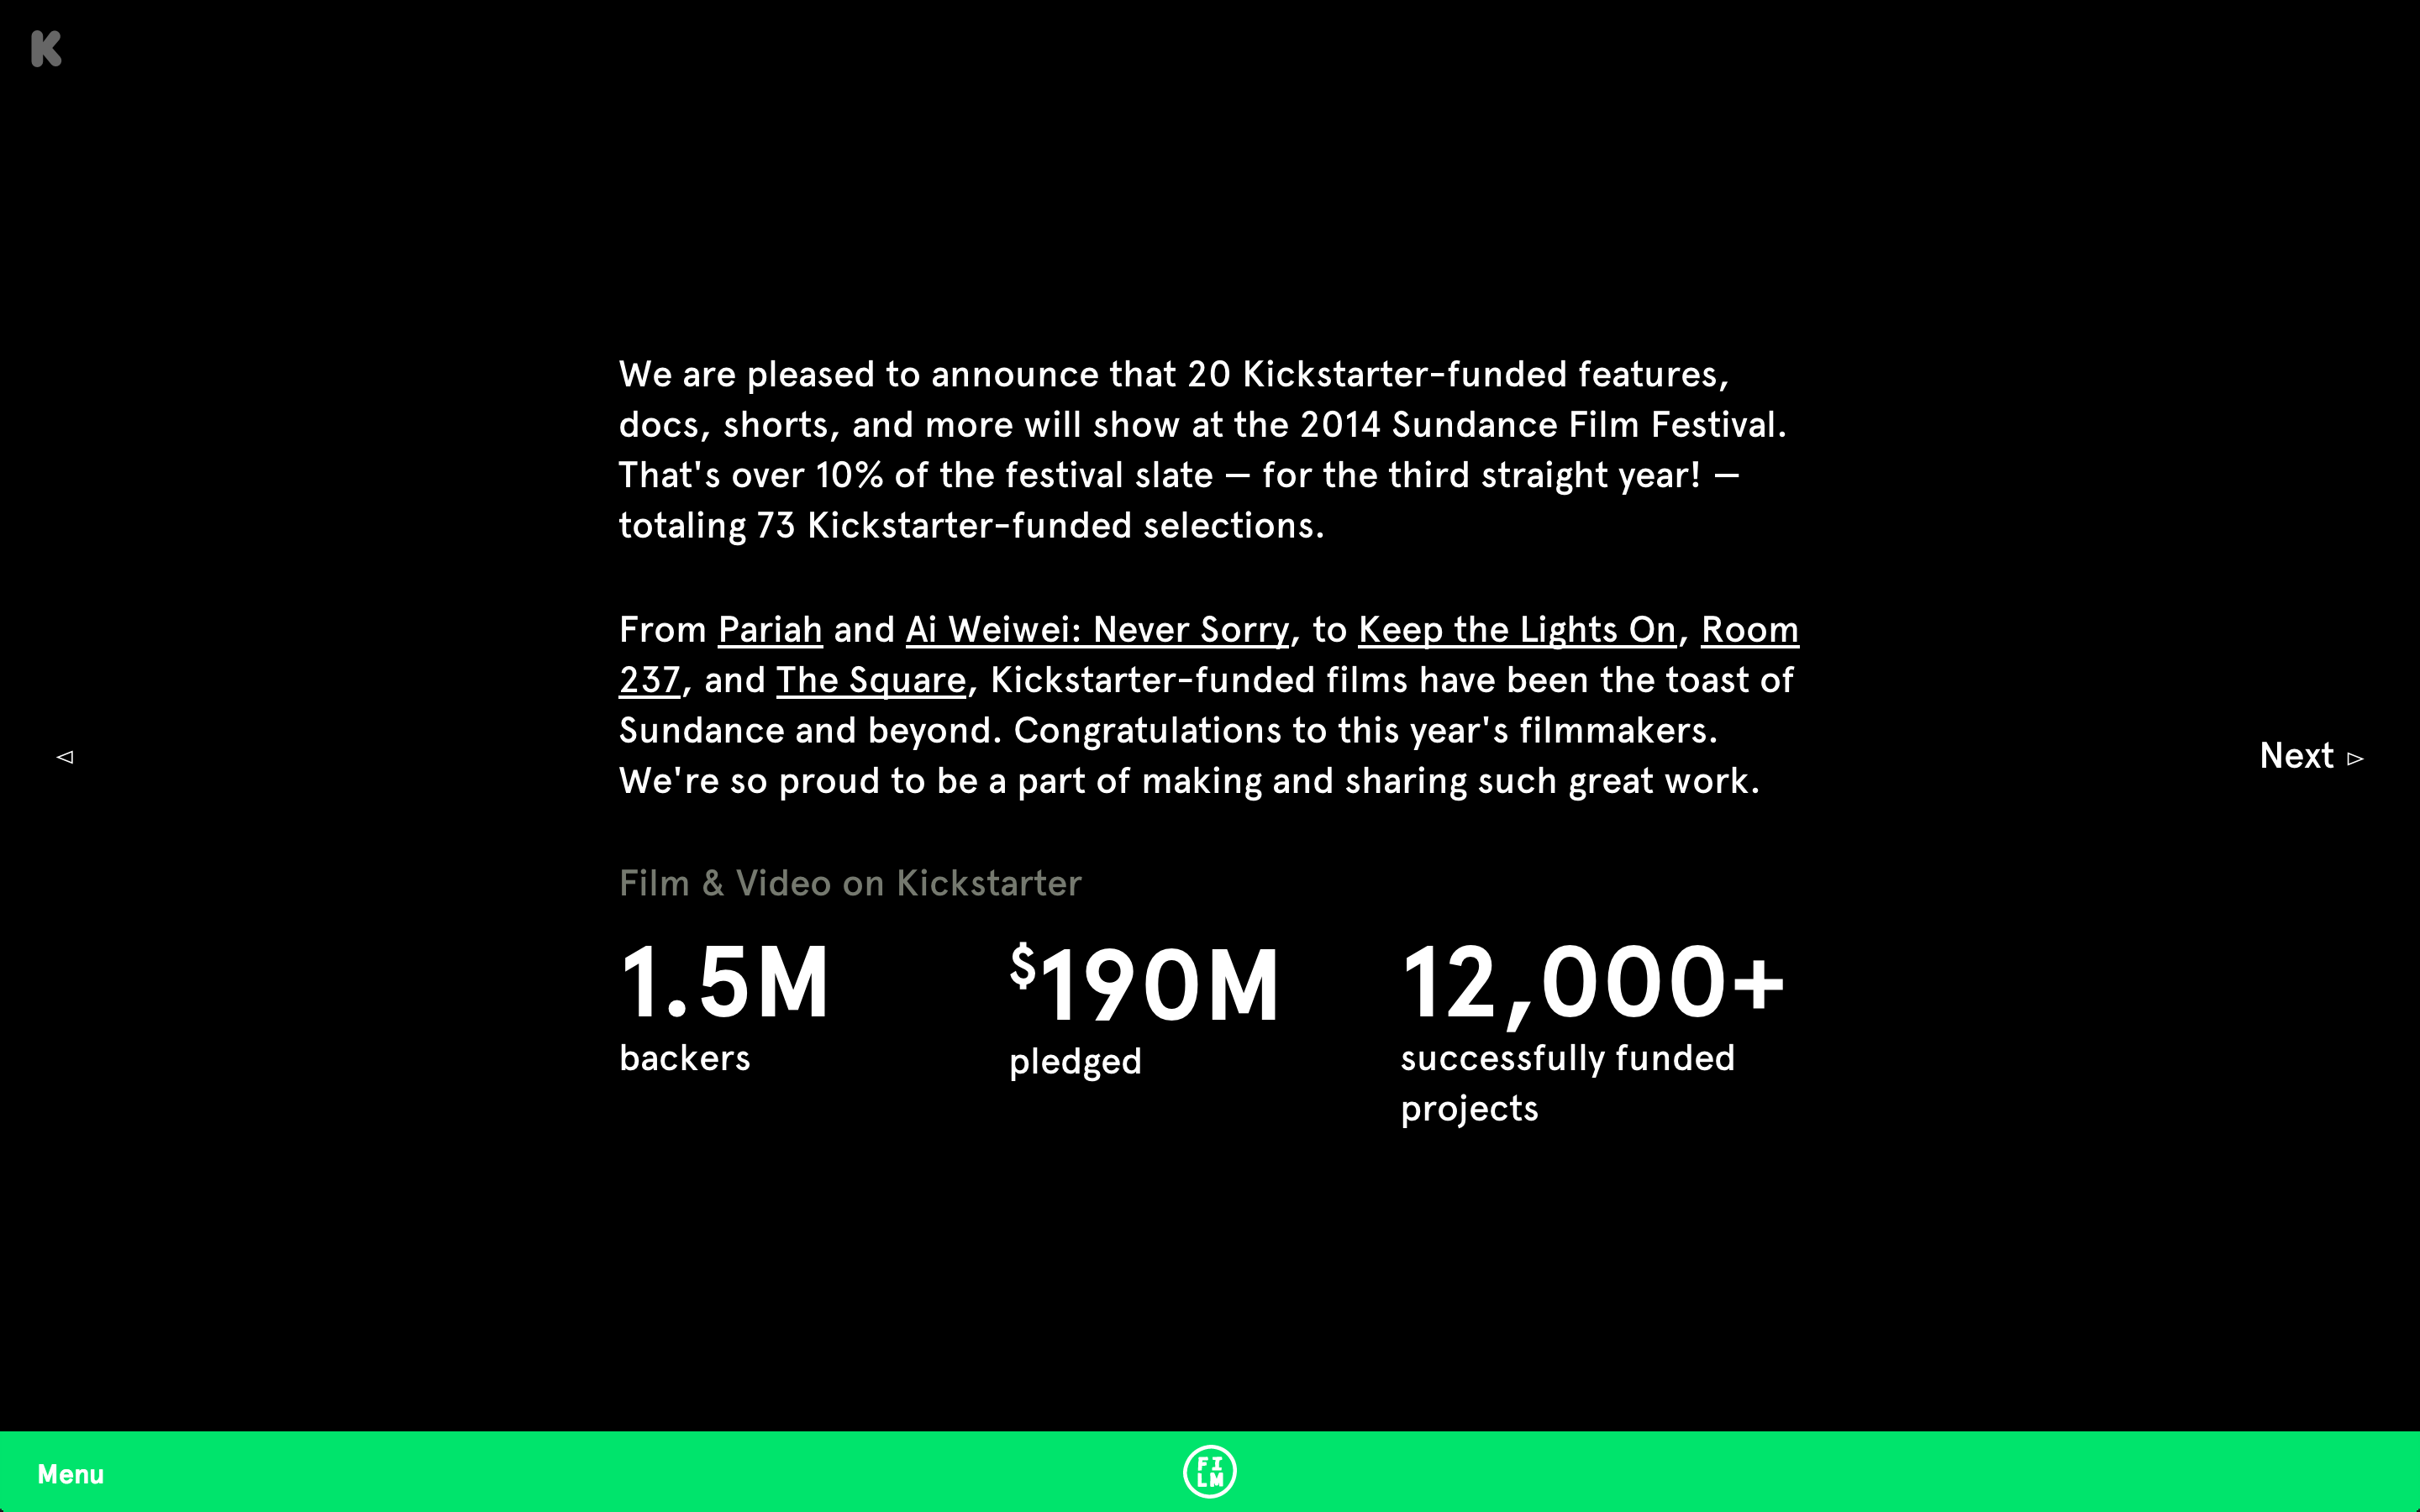 K
We are pleased to announce that 20 Kickstarter-funded features,
docs, shorts, and more will show at the 2014 Sundance Film Festival.
That's over 10% of the festival slate — for the third straight year! —
totaling 73 Kickstarter-funded selections.
From Pariah and Ai Weiwei: Never Sorry, to Keep the Lights On, Room
237, and The Square, Kickstarter-funded films have been the toast of
Sundance and beyond. Congratulations to this year's filmmakers.
We're so proud to be a part of making and sharing such great work.
Next
Film & Video on Kickstarter
1.5M $190M 12,000+
backers pledged successfully funded
projects
Menu
FI
LM